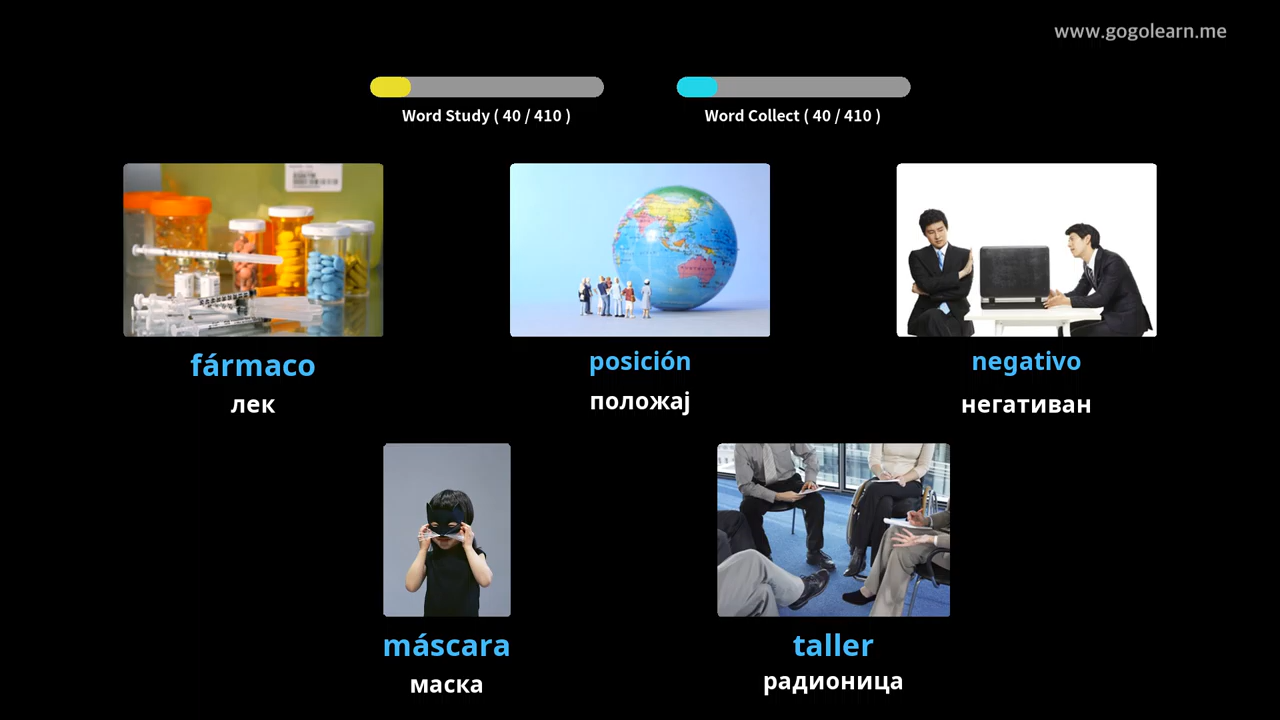 www.gogolearn.me
Word Study ( 40 / 410 )
Word Collect ( 40 / 410 )
fármaco
лек
posición
положај
negativo
негативан
máscara
маска
taller
радионица